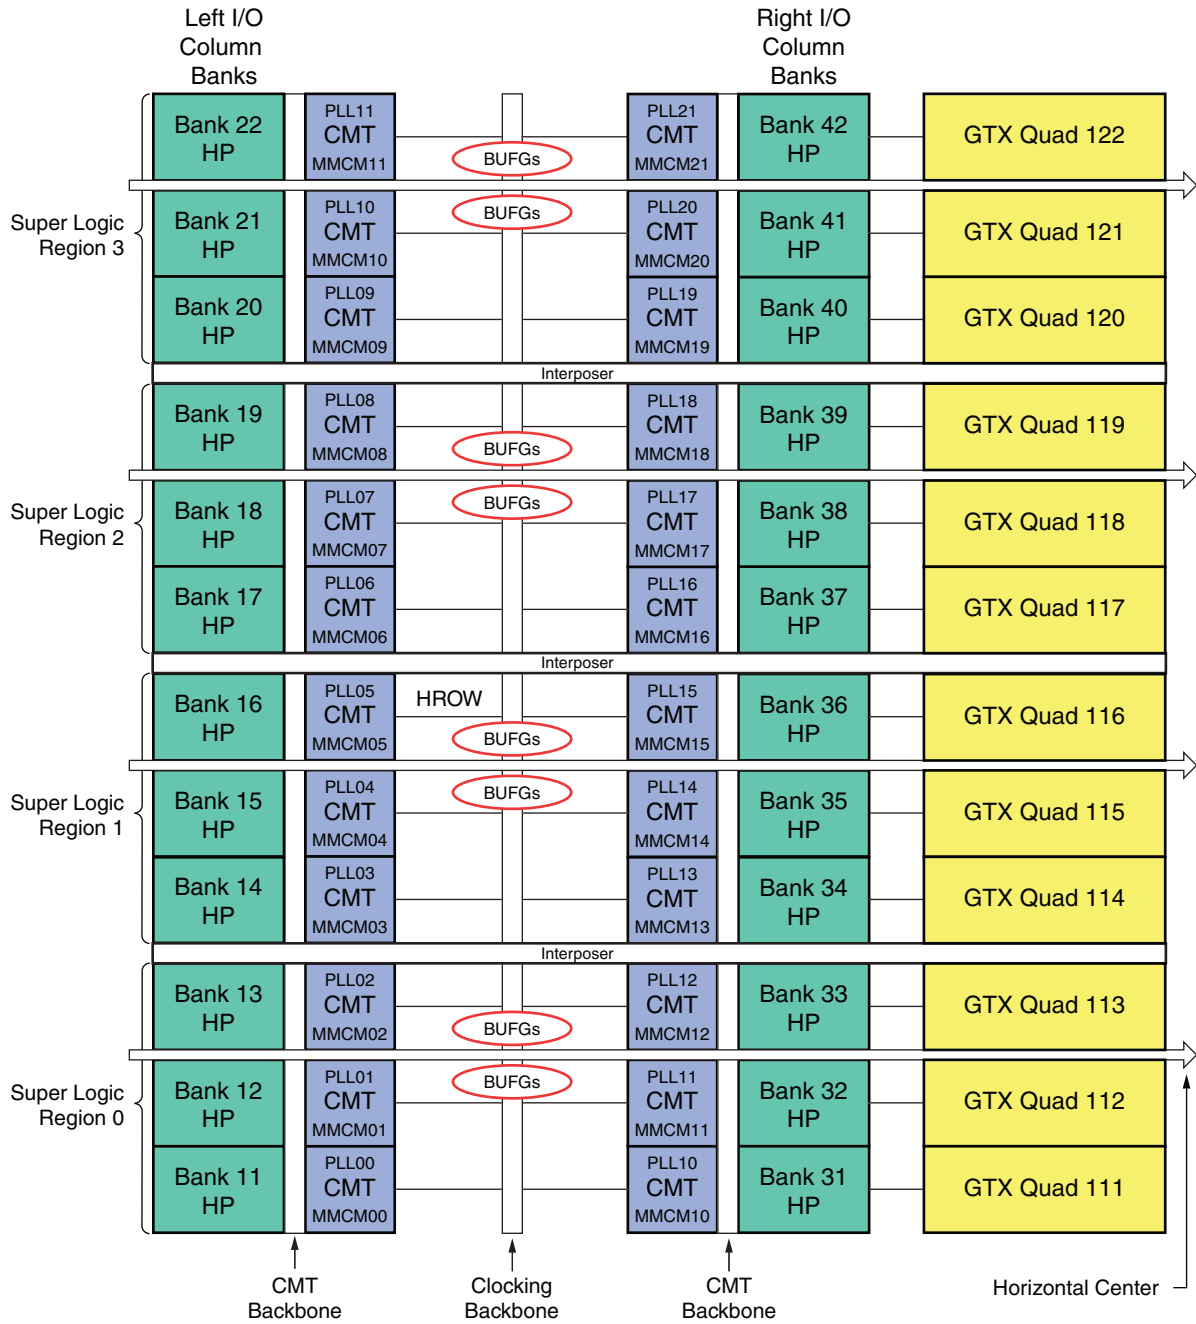 Left I/O
Column
Banks
Right I/O
Column
Banks
Super Logic
Region 3
Bank 22
HP
PLL11
CMT
MMCM11
BUFGs
PLL21
CMT
MMCM21
Bank 42
HP
GTX Quad 122
Bank 21
HP
PLL10
CMT
MMCM10
BUFGs
PLL20
CMT
MMCM20
Bank 41
HP
GTX Quad 121
Bank 20
HP
PLL09
CMT
MMCM09
PLL19
CMT
MMCM19
Bank 40
HP
GTX Quad 120
Interposer
Super Logic
Region 2
Bank 19
HP
PLL08
CMT
MMCM08
BUFGs
PLL18
CMT
MMCM18
Bank 39
HP
GTX Quad 119
Bank 18
HP
PLL07
CMT
MMCM07
BUFGs
PLL17
CMT
MMCM17
Bank 38
HP
GTX Quad 118
Bank 17
HP
PLL06
CMT
MMCM06
PLL16
CMT
MMCM16
Bank 37
HP
GTX Quad 117
Interposer
Super Logic
Region 1
Bank 16
HP
PLL05
CMT
MMCM05
HROW
BUFGs
PLL15
CMT
MMCM15
Bank 36
HP
GTX Quad 116
Bank 15
HP
PLL04
CMT
MMCM04
BUFGs
PLL14
CMT
MMCM14
Bank 35
HP
GTX Quad 115
Bank 14
HP
PLL03
CMT
MMCM03
PLL13
CMT
MMCM13
Bank 34
HP
GTX Quad 114
Interposer
Super Logic
Region 0
Bank 13
HP
PLL02
CMT
MMCM02
BUFGs
PLL12
CMT
MMCM12
Bank 33
HP
GTX Quad 113
Bank 12
HP
PLL01
CMT
MMCM01
BUFGs
PLL11
CMT
MMCM11
Bank 32
HP
GTX Quad 112
Bank 11
HP
PLL00
CMT
MMCM00
PLL10
CMT
MMCM10
Bank 31
HP
GTX Quad 111
CMT
Backbone
Clocking
Backbone
CMT
Backbone
Horizontal Center